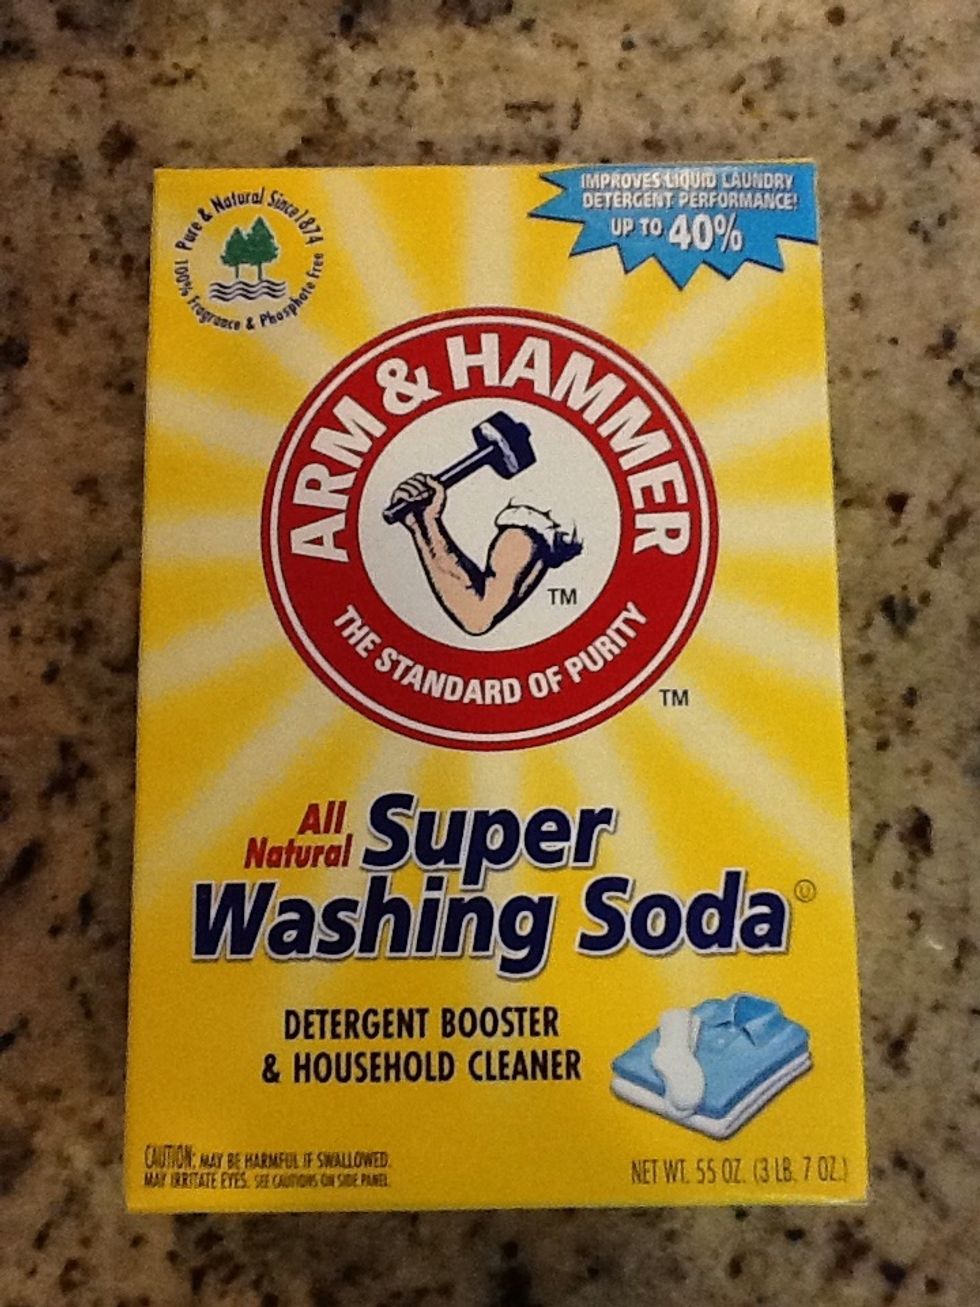 Pure & Natural Since 1874
100% Fragrance & Phosphate Free
IMPROVES LIQUID LAUNDRY
DETERGENT PERFORMANCE!
UP TO 40%
ARM & HAMMER
TM
THE STANDARD OF PURITY
TM
All
Natural
Super
Washing Soda
U
DETERGENT BOOSTER
& HOUSEHOLD CLEANER
CAUTION: MAY BE HARMFUL IF SWALLOWED.
MAY IRRITATE EYES. SEE CAUTIONS ON SIDE PANEL.
NET WT. 55 OZ. (3 LB. 7 OZ.)